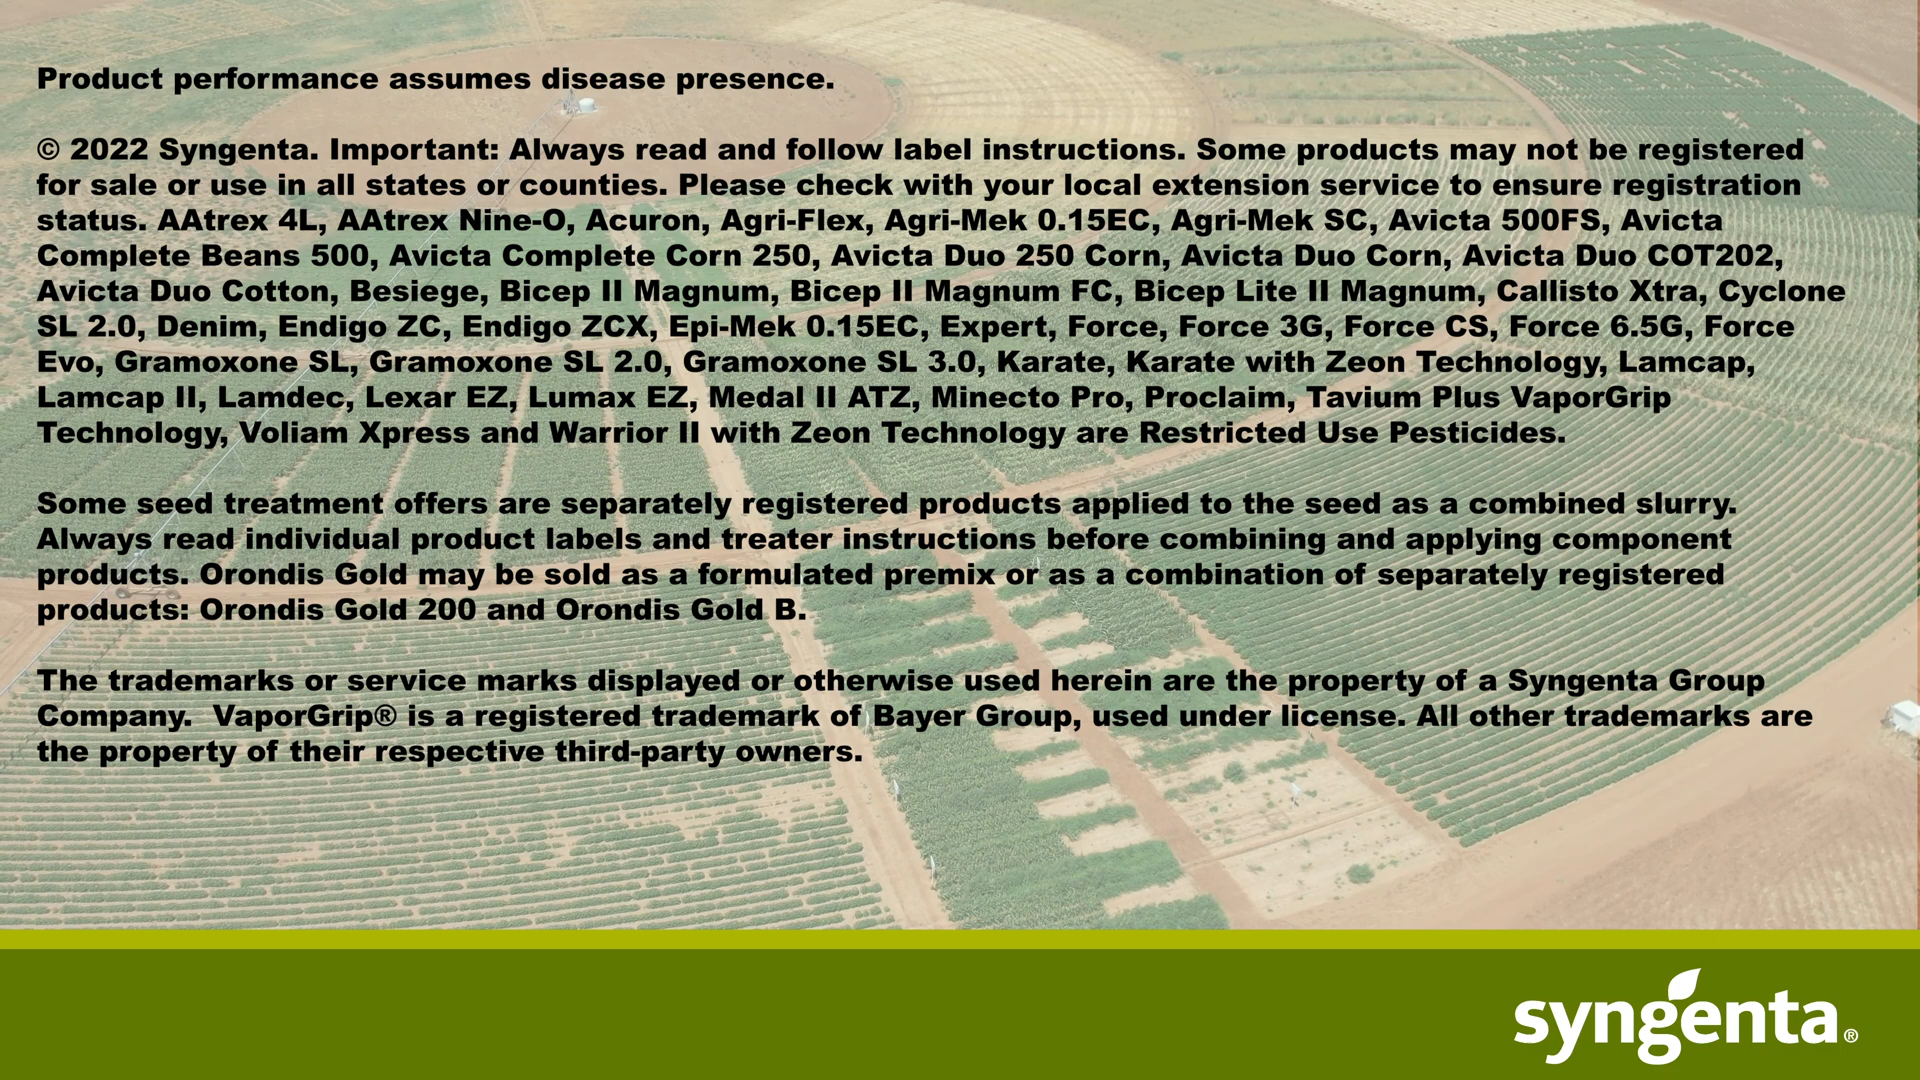 Product performance assumes disease presence.
© 2022 Syngenta. Important: Always read and follow label instructions. Some products may not be registered
for sale or use in all states or counties. Please check with your local extension service to ensure registration
status. AAtrex 4L, AAtrex Nine-O, Acuron, Agri-Flex, Agri-Mek 0.15EC, Agri-Mek SC, Avicta 500FS, Avicta
Complete Beans 500, Avicta Complete Corn 250, Avicta Duo 250 Corn, Avicta Duo Corn, Avicta Duo COT202,
Avicta Duo Cotton, Besiege, Bicep II Magnum, Bicep II Magnum FC, Bicep Lite II Magnum, Callisto Xtra, Cyclone
SL 2.0, Denim, Endigo ZC, Endigo ZCX, Epi-Mek 0.15EC, Expert, Force, Force 3G, Force CS, Force 6.5G, Force
Evo, Gramoxone SL, Gramoxone SL 2.0, Gramoxone SL 3.0, Karate, Karate with Zeon Technology, Lamcap,
Lamcap II, Lamdec, Lexar EZ, Lumax EZ, Medal II ATZ, Minecto Pro, Proclaim, Tavium Plus VaporGrip
Technology, Voliam Xpress and Warrior II with Zeon Technology are Restricted Use Pesticides.
Some seed treatment offers are separately registered products applied to the seed as a combined slurry.
Always read individual product labels and treater instructions before combining and applying component
products. Orondis Gold may be sold as a formulated premix or as a combination of separately registered
products: Orondis Gold 200 and Orondis Gold B.
The trademarks or service marks displayed or otherwise used herein are the property of a Syngenta Group
Company.  VaporGrip® is a registered trademark of Bayer Group, used under license. All other trademarks are
the property of their respective third-party owners.
syngenta®